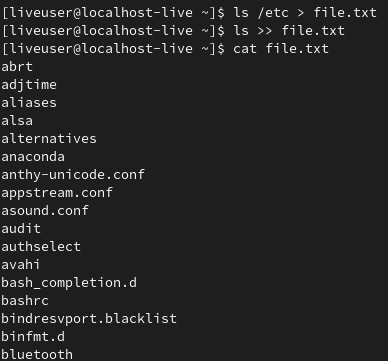 [liveuser@localhost-live ~]$ ls /etc > file.txt
[liveuser@localhost-live ~]$ ls >> file.txt
[liveuser@localhost-live ~]$ cat file.txt
abrt
adjtime
aliases
alsa
alternatives
anaconda
anthy-unicode.conf
appstream.conf
asound.conf
audit
authselect
avahi
bash_completion.d
bashrc
bindresvport.blacklist
binfmt.d
bluetooth